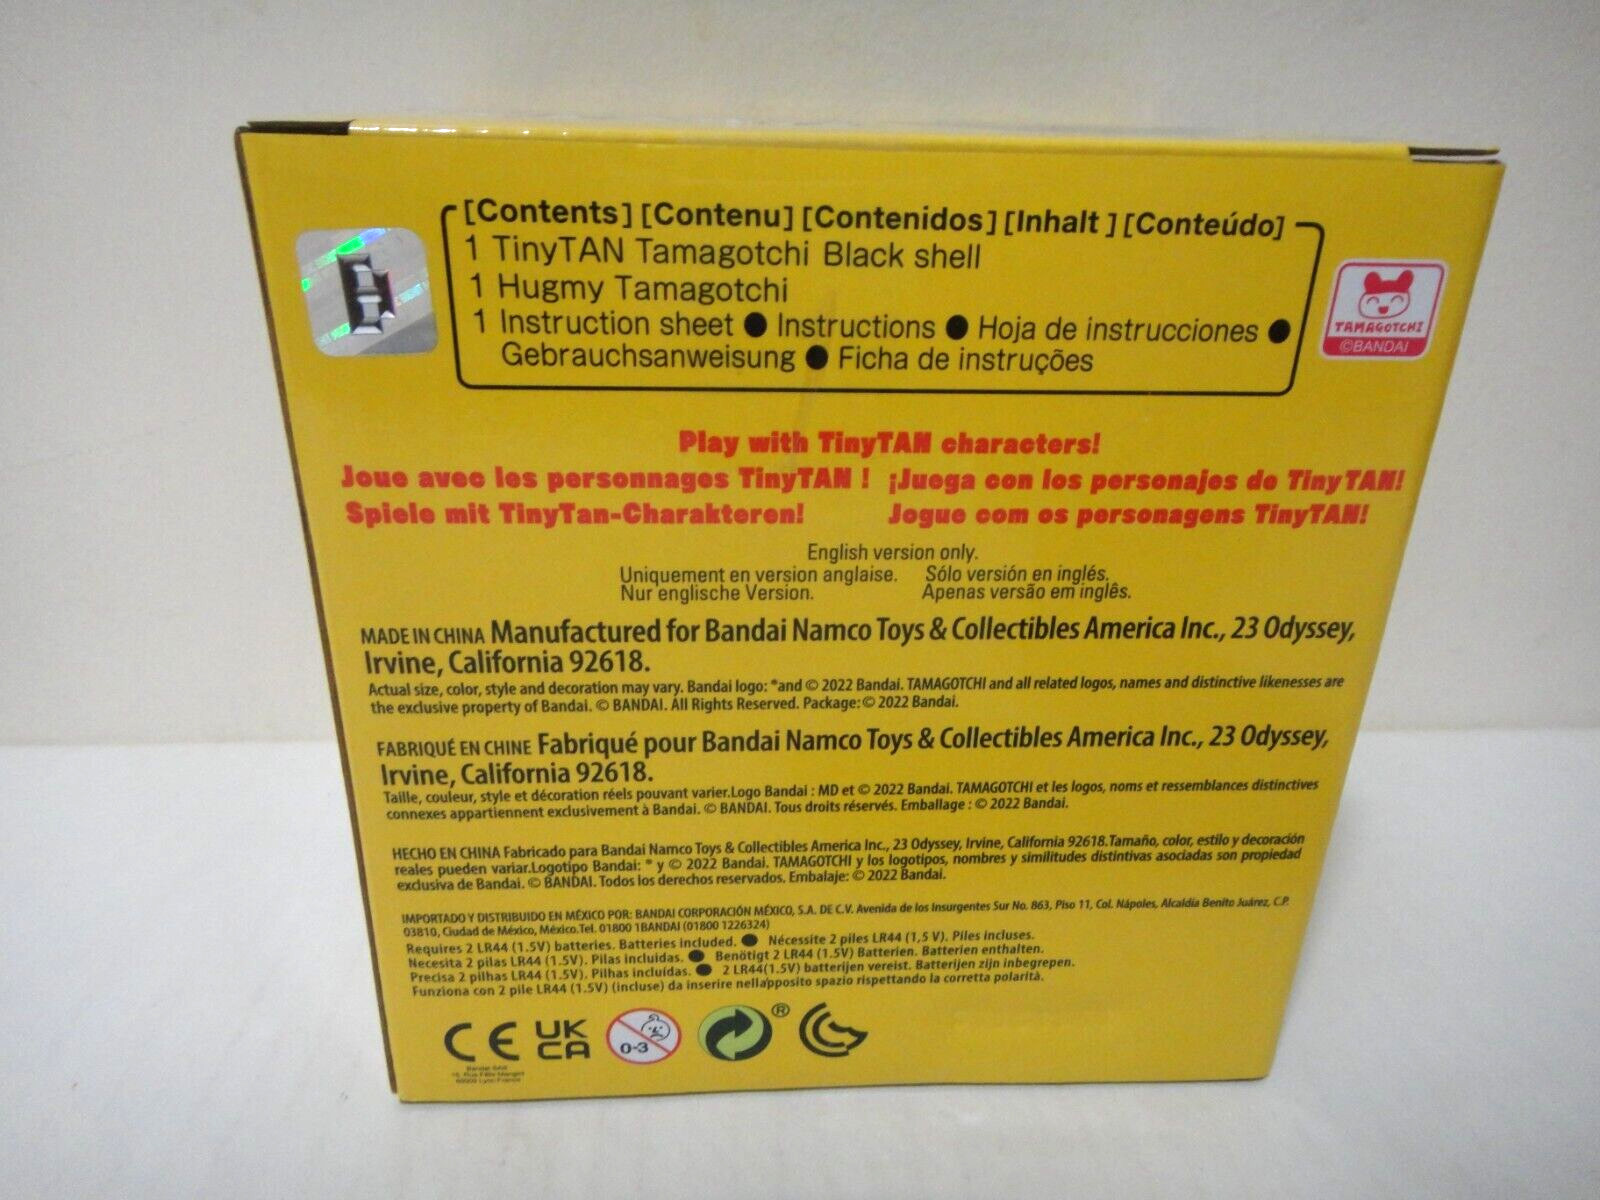 [Contents] [Contenu] [Contenidos] [Inhalt ] [Conteúdo]
1 TinyTAN Tamagotchi Black shell
1 Hugmy Tamagotchi
1 Instruction sheet ● Instructions ● Hoja de instrucciones ●
Gebrauchsanweisung ● Ficha de instruções
TAMAGOTCHI
©BANDAI
Play with TinyTAN characters!
Joue avec les personnages TinyTAN ! ¡Juega con los personajes de TinyTAN!
Spiele mit TinyTan-Charakteren! Jogue com os personagens TinyTAN!
English version only.
Uniquement en version anglaise. Sólo versión en inglés.
Nur englische Version. Apenas versão em inglês.
MADE IN CHINA Manufactured for Bandai Namco Toys & Collectibles America Inc., 23 Odyssey,
Irvine, California 92618.
Actual size, color, style and decoration may vary. Bandai logo: *and © 2022 Bandai. TAMAGOTCHI and all related logos, names and distinctive likenesses are
the exclusive property of Bandai. © BANDAI. All Rights Reserved. Package: © 2022 Bandai.
FABRIQUÉ EN CHINE Fabriqué pour Bandai Namco Toys & Collectibles America Inc., 23 Odyssey,
Irvine, California 92618.
Taille, couleur, style et décoration réels pouvant varier.Logo Bandai : MD et © 2022 Bandai. TAMAGOTCHI et les logos, noms et ressemblances distinctives
connexes appartiennent exclusivement à Bandai. © BANDAI. Tous droits réservés. Emballage : © 2022 Bandai.
HECHO EN CHINA Fabricado para Bandai Namco Toys & Collectibles America Inc., 23 Odyssey, Irvine, California 92618.Tamaño, color, estilo y decoración
reales pueden variar.Logotipo Bandai: * y © 2022 Bandai. TAMAGOTCHI y los logotipos, nombres y similitudes distintivas asociadas son propiedad
exclusiva de Bandai. © BANDAI. Todos los derechos reservados. Embalaje: © 2022 Bandai.
IMPORTADO Y DISTRIBUIDO EN MÉXICO POR: BANDAI CORPORACIÓN MÉXICO, S.A. DE C.V. Avenida de los Insurgentes Sur No. 863, Piso 11, Col. Nápoles, Alcaldía Benito Juárez, C.P.
03810, Ciudad de México, México.Tel. 01800 1BANDAI (01800 1226324)
Requires 2 LR44 (1.5V) batteries. Batteries included. ● Nécessite 2 piles LR44 (1,5 V). Piles incluses.
Necesita 2 pilas LR44 (1.5V). Pilas incluidas. ● Benötigt 2 LR44 (1.5V) Batterien. Batterien enthalten.
Precisa 2 pilhas LR44 (1.5V). Pilhas incluídas. ● 2 LR44(1.5V) batterijen vereist. Batterijen zijn inbegrepen.
Funziona con 2 pile LR44 (1.5V) (incluse) da inserire nell'apposito spazio rispettando la corretta polarità.
CE UK
CA 0-3 ®
Bandai SAS
15, Rue Félix Mangini
69009 Lyon France